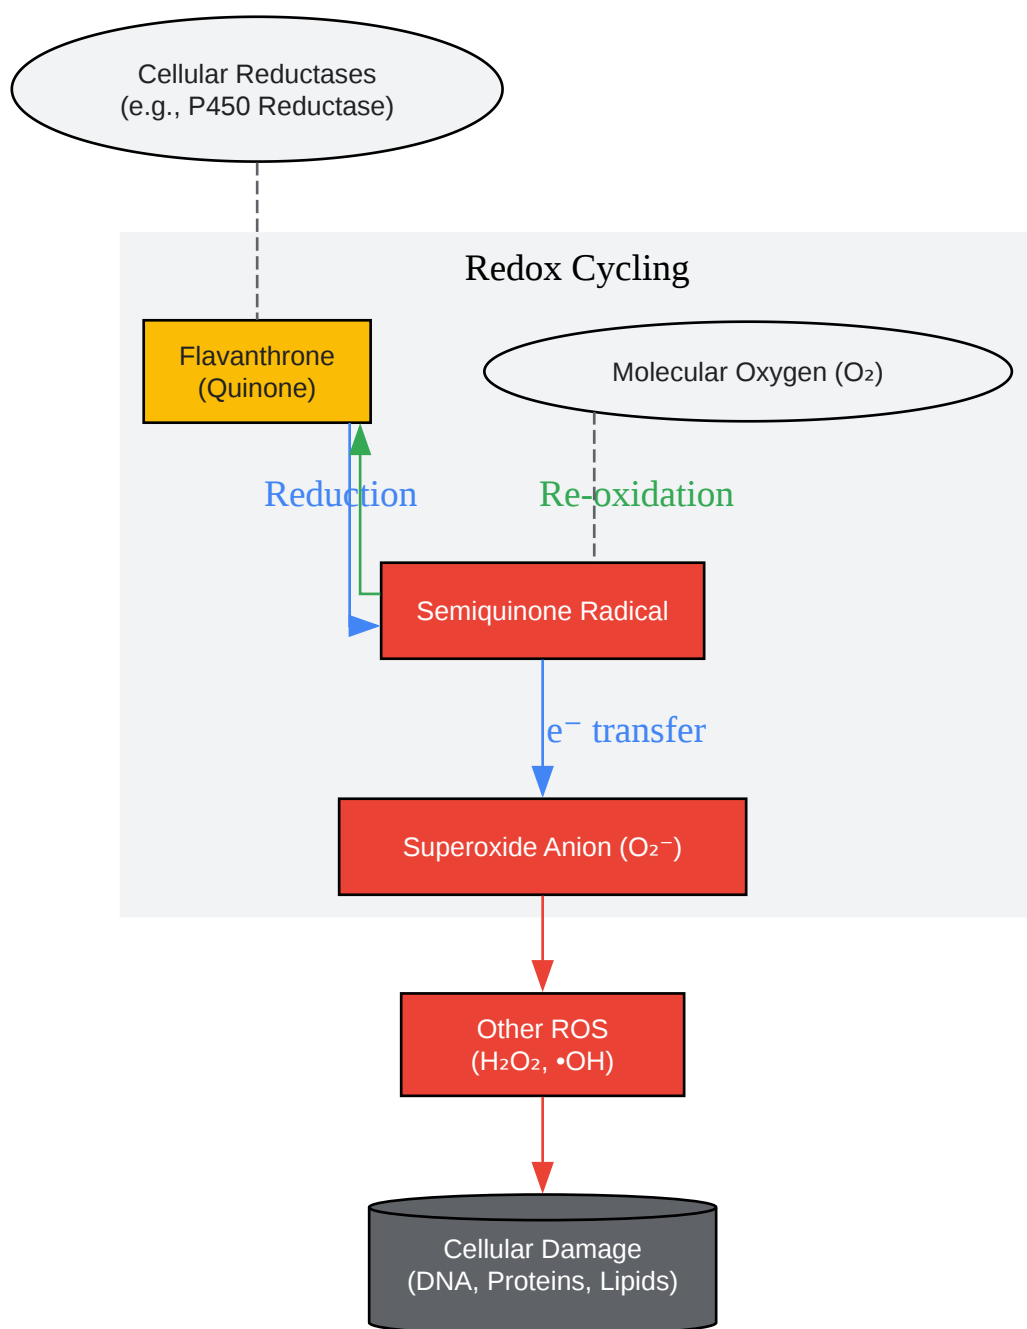 Cellular Reductases
(e.g., P450 Reductase)
Redox Cycling
Flavanthrone
(Quinone)
Molecular Oxygen (O₂)
Reduction
Re-oxidation
Semiquinone Radical
e⁻ transfer
Superoxide Anion (O₂⁻)
Other ROS
(H₂O₂, •OH)
Cellular Damage
(DNA, Proteins, Lipids)